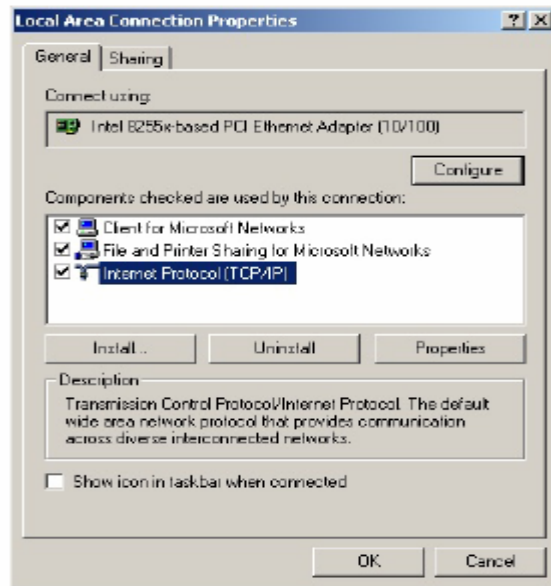 Local Area Connection Properties
General Sharing
Connect using:
Intel 8255x-based PCI Ethernet Adapter (10/100)
Configure
Components checked are used by this connection:
Client for Microsoft Networks
File and Printer Sharing for Microsoft Networks
Internet Protocol (TCP/IP)
Install... Uninstall Properties
Description
Transmission Control Protocol/Internet Protocol. The default
wide area network protocol that provides communication
across diverse interconnected networks.
Show icon in taskbar when connected
OK Cancel